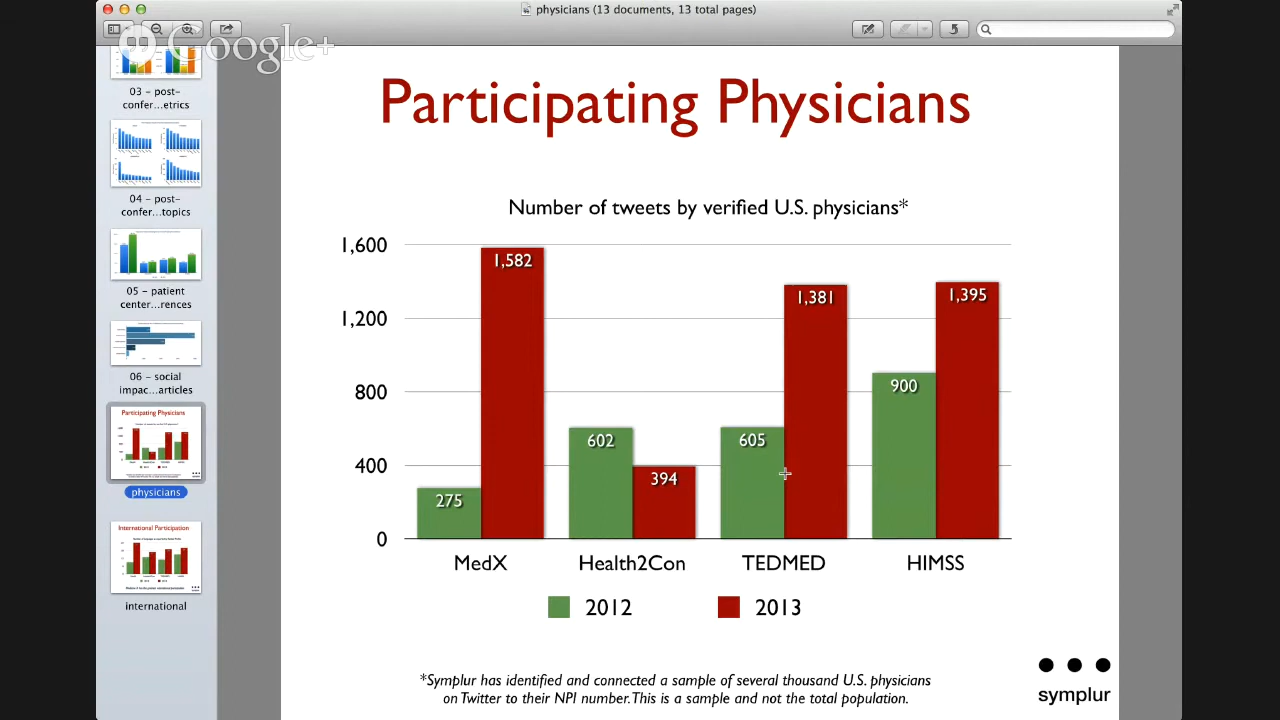 physicians (13 documents, 13 total pages)
Google+
03 - post-
confer...etrics
04 - post-
confer...topics
05 - patient
center...rences
06 - social
impac...articles
Participating Physicians
physicians
International Participation
international
Participating Physicians
Number of tweets by verified U.S. physicians*
1,600
1,200
800
400
0
275
1,582
602
394
605
1,381
900
1,395
MedX
Health2Con
TEDMED
HIMSS
2012
2013
*Symplur has identified and connected a sample of several thousand U.S. physicians
on Twitter to their NPI number. This is a sample and not the total population.
symplur